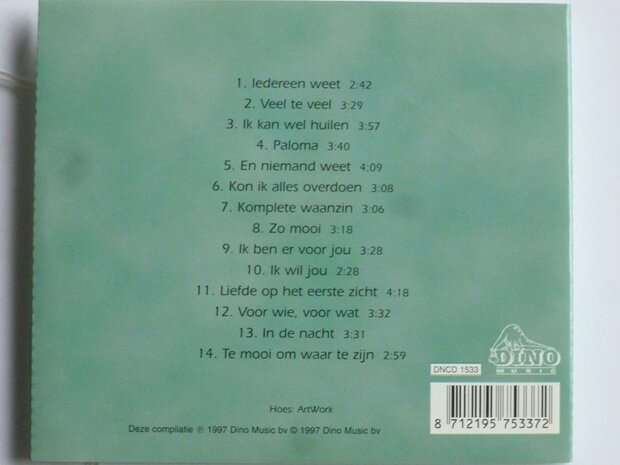 1. Iedereen weet 2:42
2. Veel te veel 3:29
3. Ik kan wel huilen 3:57
4. Paloma 3:40
5. En niemand weet 4:09
6. Kon ik alles overdoen 3:08
7. Komplete waanzin 3:06
8. Zo mooi 3:18
9. Ik ben er voor jou 3:28
10. Ik wil jou 2:28
11. Liefde op het eerste zicht 4:18
12. Voor wie, voor wat 3:32
13. In de nacht 3:31
14. Te mooi om waar te zijn 2:59
DINO
MUSIC
DNCD 1533
8 712195 753372
Hoes: ArtWork
Deze compilatie ℗ 1997 Dino Music bv © 1997 Dino Music bv